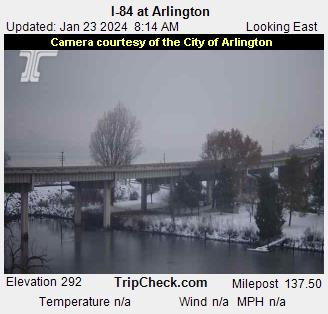 I-84 at Arlington
Updated: Jan 23 2024 8:14 AM Looking East
Camera courtesy of the City of Arlington
Elevation 292 TripCheck.com Milepost 137.50
Temperature n/a Wind n/a MPH n/a